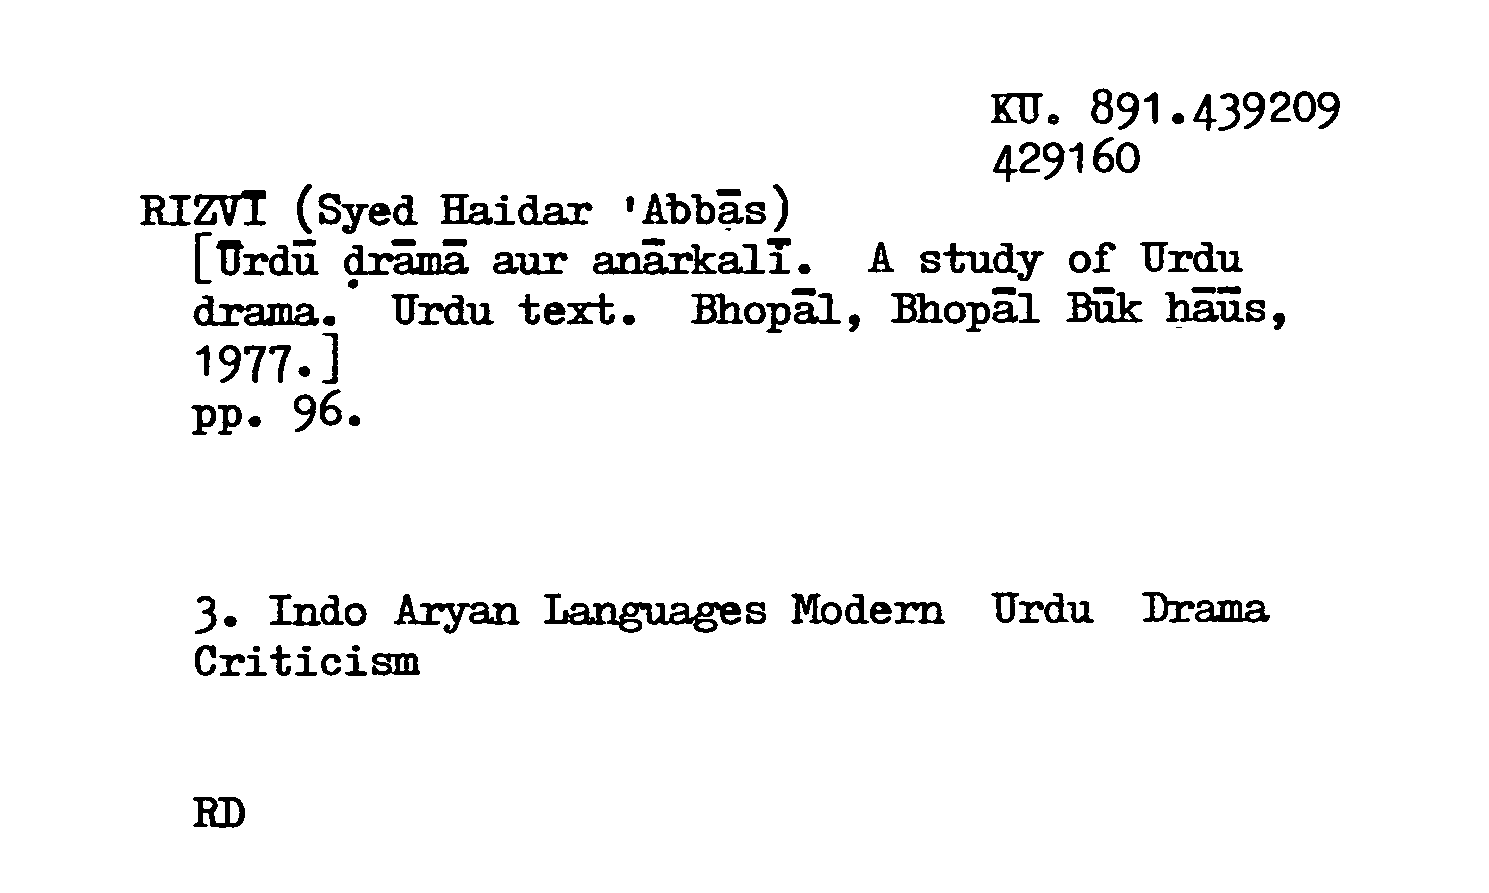 KU. 891.439209
429160
RIZVĪ (Syed Haidar 'Abbās)
[Ūrdū ḍrāmā aur anārkalī. A study of Urdu
drama. Urdu text. Bhopāl, Bhopāl Būk hāūs,
1977.]
pp. 96.
3. Indo Aryan Languages Modern Urdu Drama
Criticism
RD